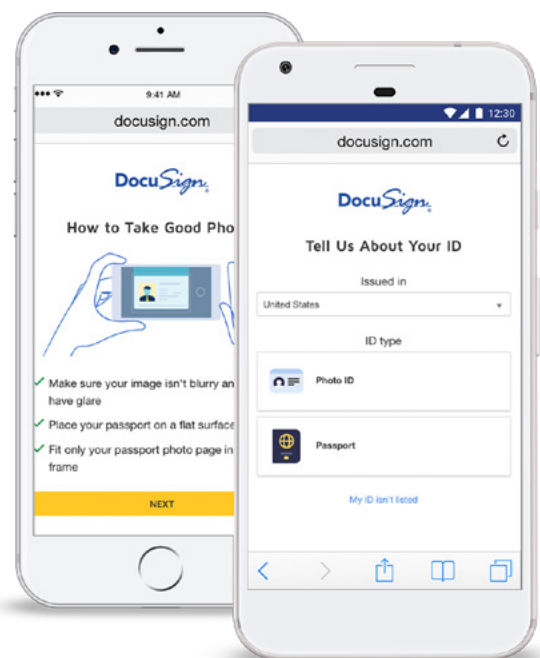 9:41 AM
docusign.com
DocuSign
How to Take Good Pho
Make sure your image isn't blurry an
have glare
Place your passport on a flat surface
Fit only your passport photo page in
frame
NEXT
12:30
docusign.com
DocuSign
Tell Us About Your ID
Issued in
United States
ID type
Photo ID
Passport
My ID isn't listed